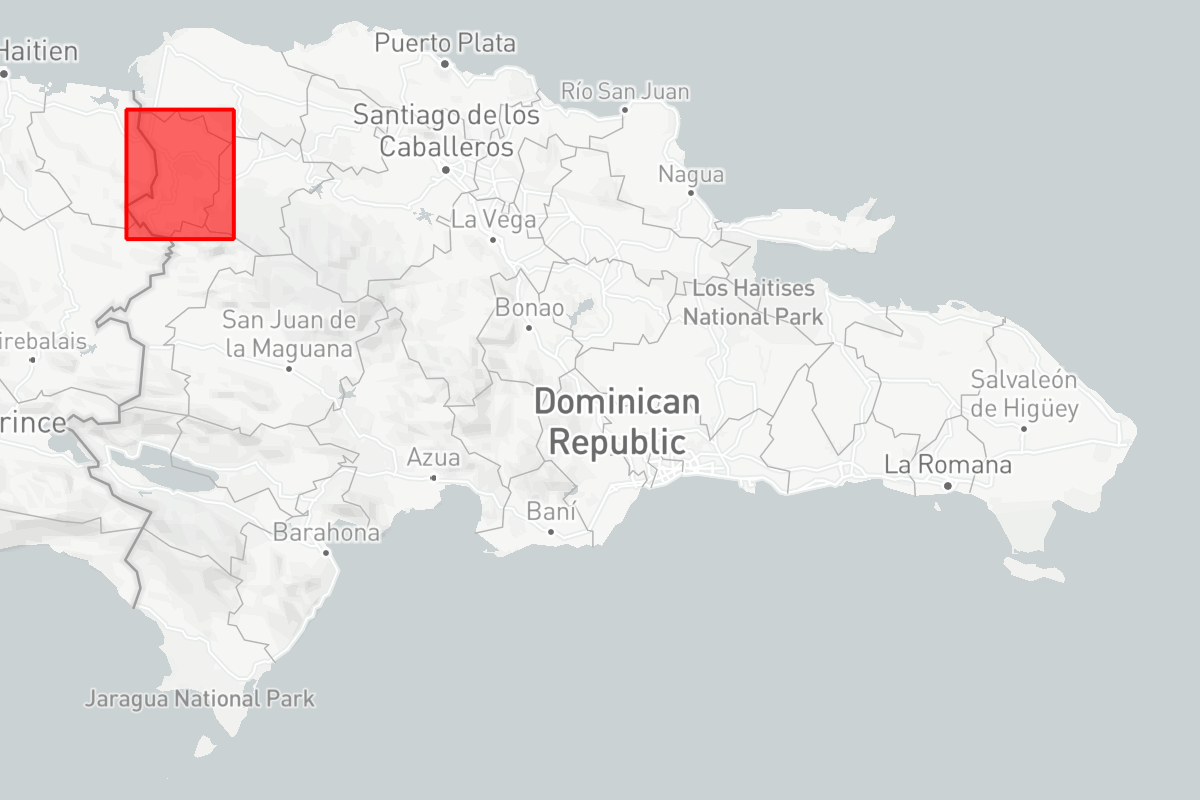 Haitien
Puerto Plata
Río San Juan
Santiago de los
Caballeros
Nagua
La Vega
Los Haitises
National Park
Bonao
San Juan de
la Maguana
irebalais
Salvaleón
de Higüey
Dominican
Republic
rince
Azua
La Romana
Baní
Barahona
Jaragua National Park